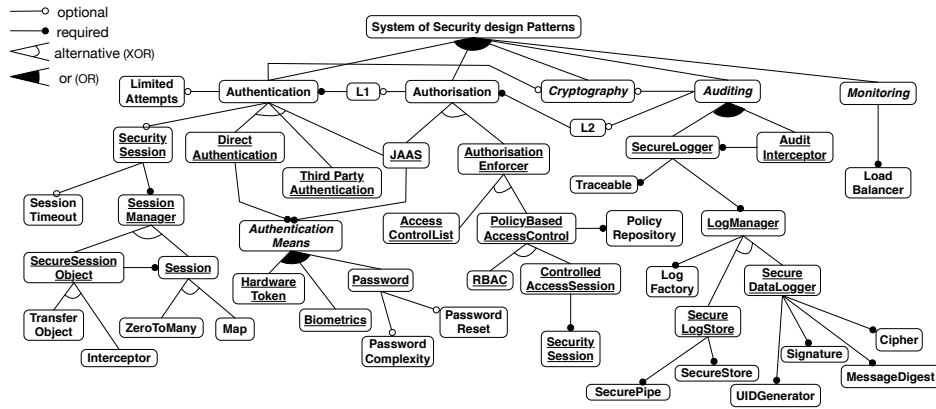 optional
required
alternative (XOR)
or (OR)
System of Security design Patterns
Limited
Attempts
Authentication
L1
Authorisation
Cryptography
Auditing
Monitoring
L2
Security
Session
Direct
Authentication
Third Party
Authentication
JAAS
Authorisation
Enforcer
SecureLogger
Audit
Interceptor
Traceable
Load
Balancer
Session
Timeout
Session
Manager
Authentication
Means
Access
ControlList
PolicyBased
AccessControl
Policy
Repository
LogManager
SecureSession
Object
Session
Hardware
Token
Password
RBAC
Controlled
AccessSession
Log
Factory
Secure
DataLogger
Transfer
Object
ZeroToMany
Map
Biometrics
Password
Reset
Secure
LogStore
Interceptor
Password
Complexity
Security
Session
Cipher
Signature
SecureStore
MessageDigest
SecurePipe
UIDGenerator